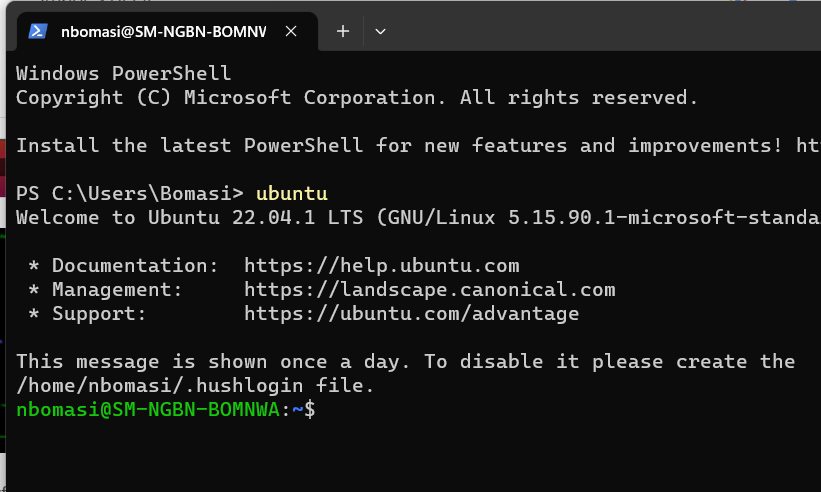 nbomasi@SM-NGBN-BOMNW
Windows PowerShell
Copyright (C) Microsoft Corporation. All rights reserved.
Install the latest PowerShell for new features and improvements! ht
PS C:\Users\Bomasi> ubuntu
Welcome to Ubuntu 22.04.1 LTS (GNU/Linux 5.15.90.1-microsoft-standa
* Documentation: https://help.ubuntu.com
* Management: https://landscape.canonical.com
* Support: https://ubuntu.com/advantage
This message is shown once a day. To disable it please create the
/home/nbomasi/.hushlogin file.
nbomasi@SM-NGBN-BOMNWA:~$